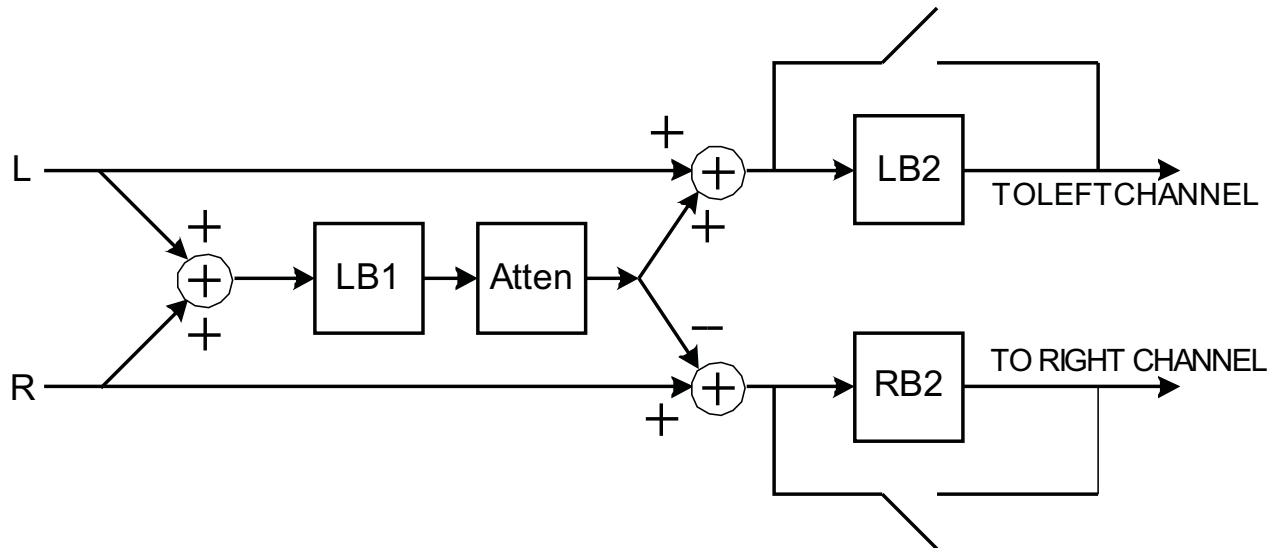 +
L
+
LB2
TOLEFTCHANNEL
+
+
+
LB1
Atten
+
−
TO RIGHT CHANNEL
R
+
RB2
+